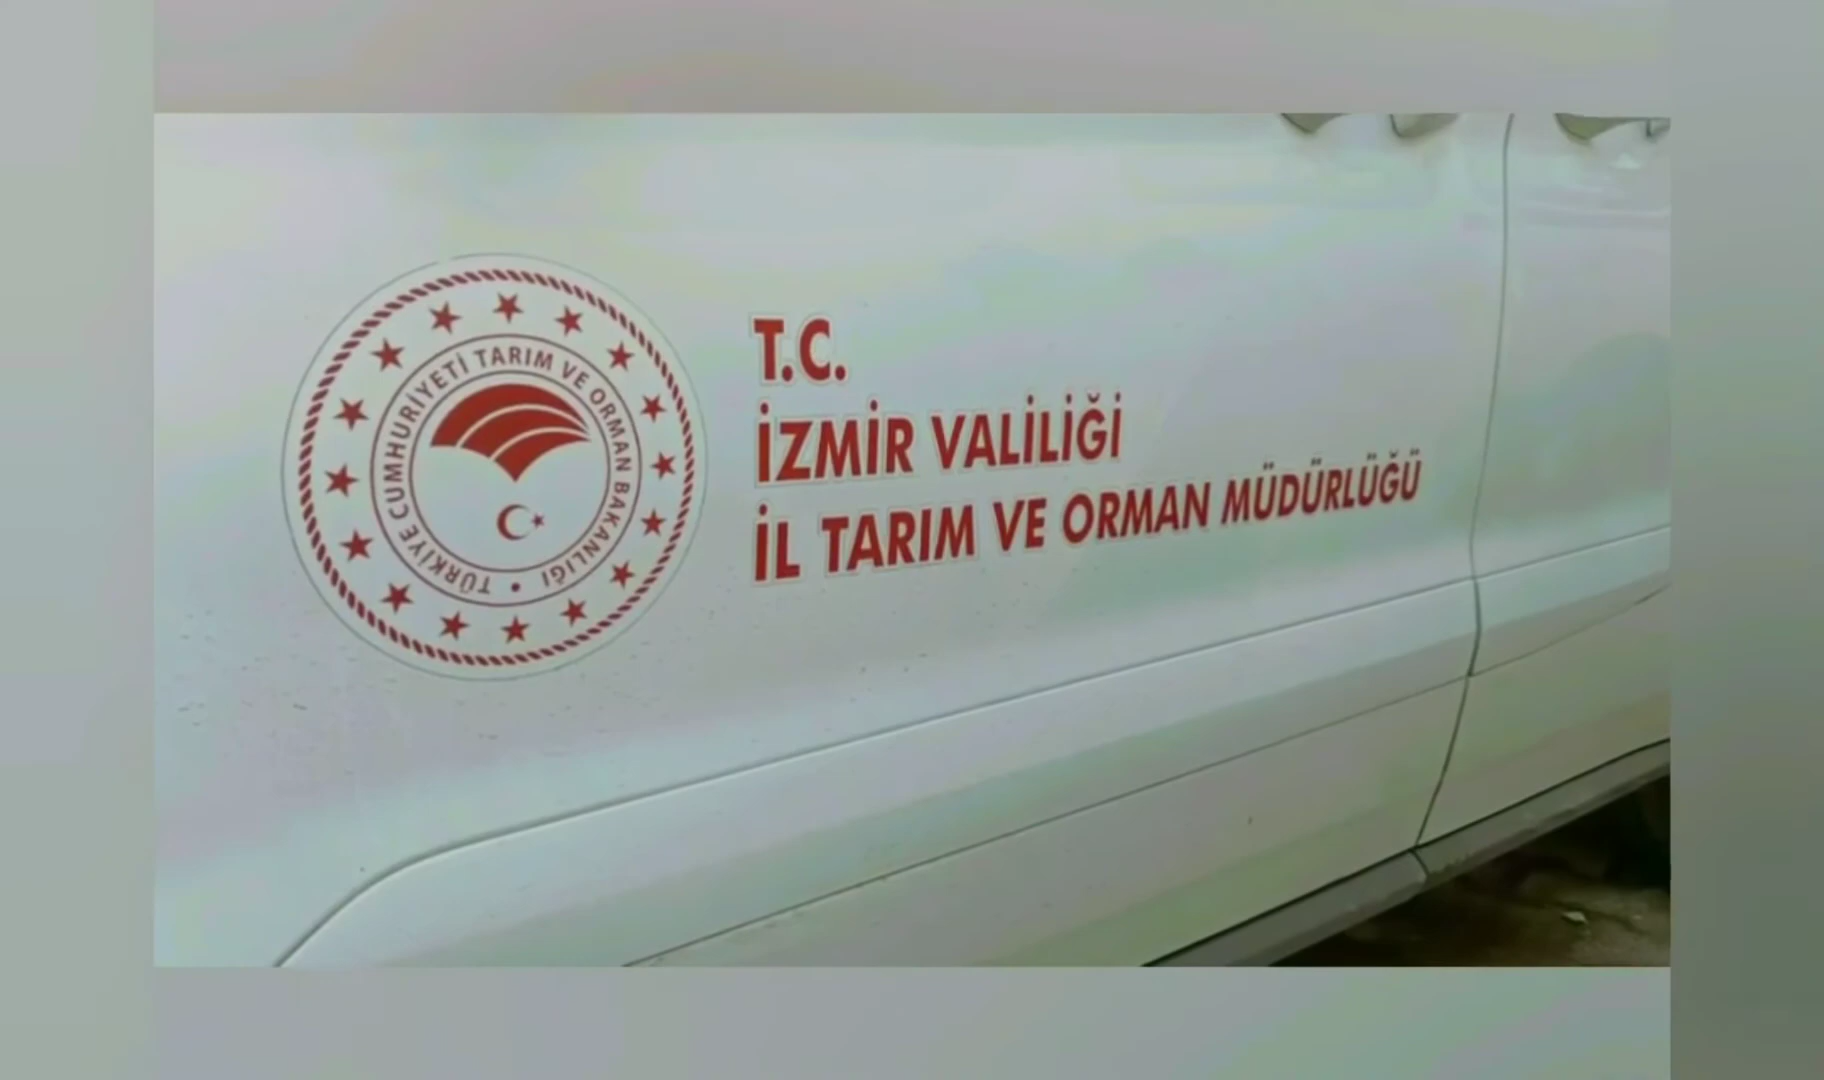 TÜRKİYE CUMHURİYETİ TARIM VE ORMAN BAKANLIĞI
T.C.
İZMİR VALİLİĞİ
İL TARIM VE ORMAN MÜDÜRLÜĞÜ